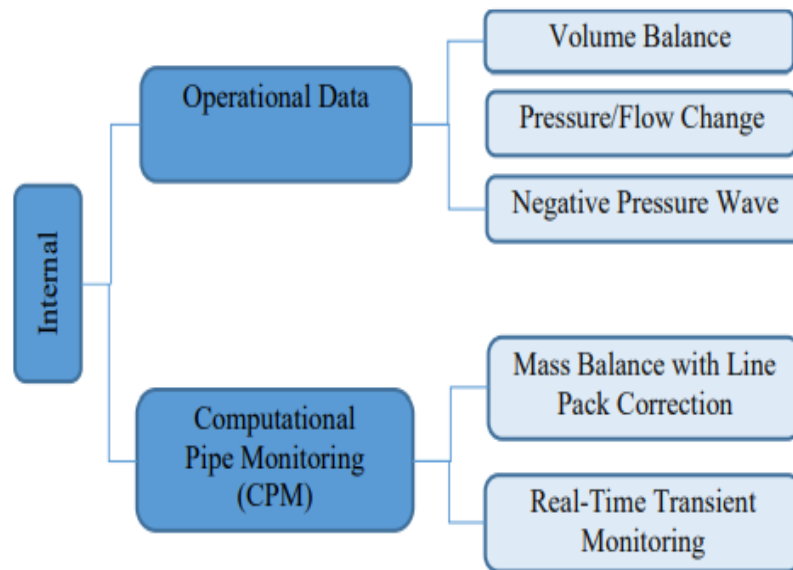 Internal
Operational Data
Volume Balance
Pressure/Flow Change
Negative Pressure Wave
Computational
Pipe Monitoring
(CPM)
Mass Balance with Line
Pack Correction
Real-Time Transient
Monitoring